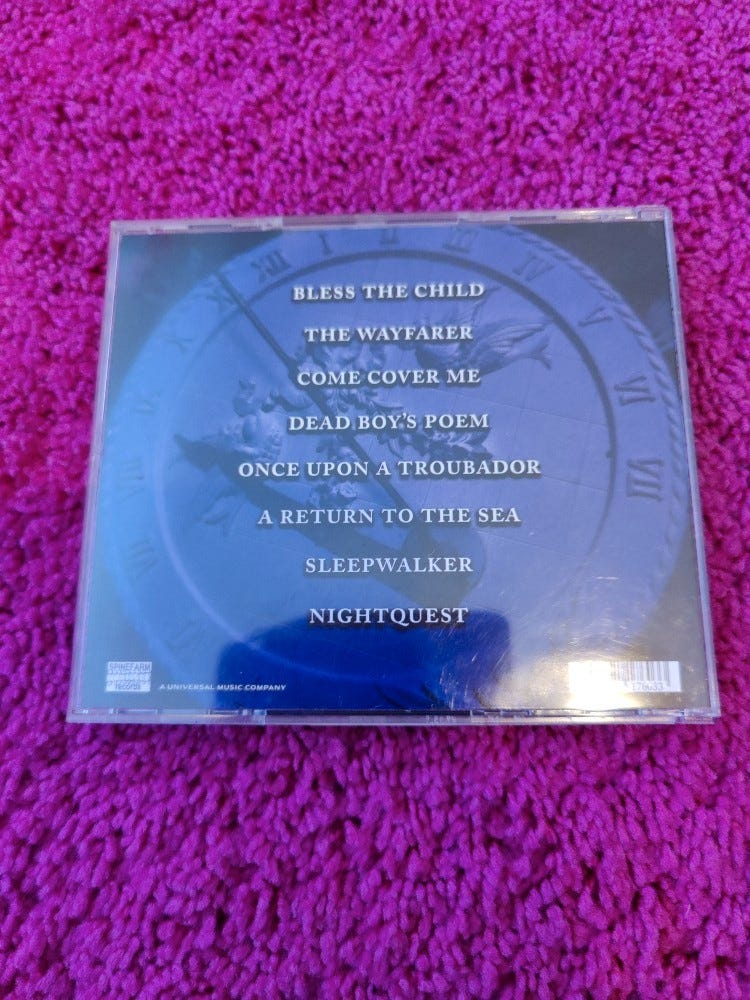 BLESS THE CHILD
THE WAYFARER
COME COVER ME
DEAD BOY'S POEM
ONCE UPON A TROUBADOR
A RETURN TO THE SEA
SLEEPWALKER
NIGHTQUEST
SPINEFARM
records
A UNIVERSAL MUSIC COMPANY